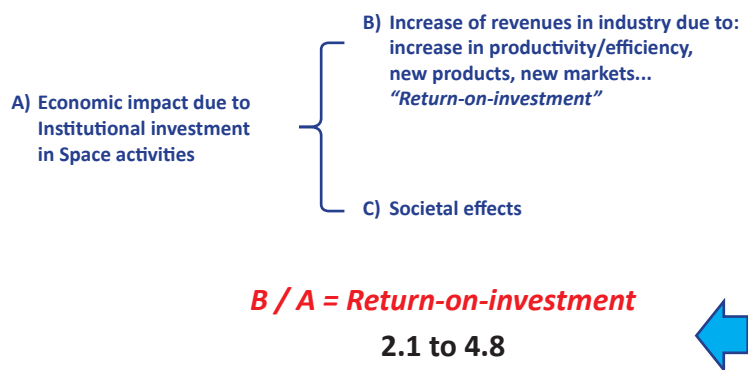 B) Increase of revenues in industry due to:
increase in productivity/efficiency,
new products, new markets...
“Return-on-investment”
A) Economic impact due to
Institutional investment
in Space activities
C) Societal effects
B / A = Return-on-investment
2.1 to 4.8